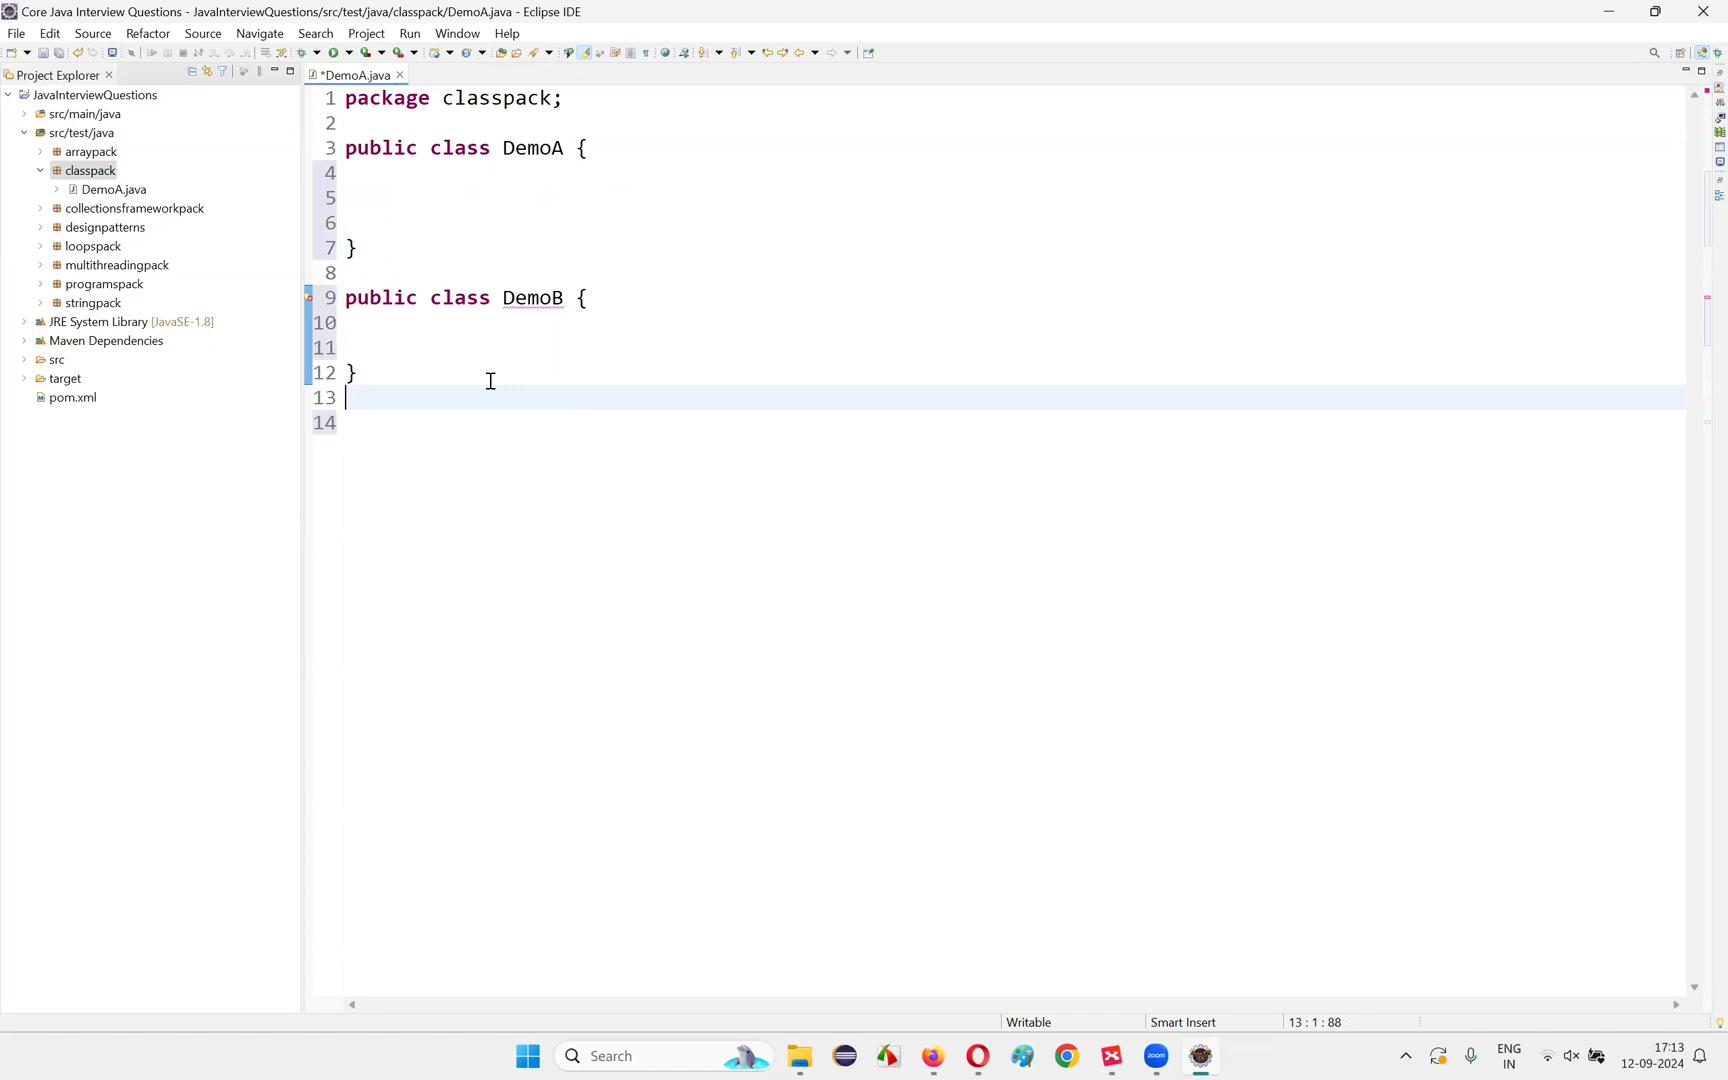 Core Java Interview Questions - JavaInterviewQuestions/src/test/java/classpack/DemoA.java - Eclipse IDE
File Edit Source Refactor Source Navigate Search Project Run Window Help
Project Explorer
*DemoA.java
JavaInterviewQuestions
src/main/java
src/test/java
arraypack
classpack
DemoA.java
collectionsframeworkpack
designpatterns
loopspack
multithreadingpack
programspack
stringpack
JRE System Library [JavaSE-1.8]
Maven Dependencies
src
target
pom.xml
1 package classpack;
2
3 public class DemoA {
4
5
6
7 }
8
9 public class DemoB {
10
11
12 }
13
14
Writable Smart Insert 13 : 1 : 88
Search
zoom
ENG
IN
17:13
12-09-2024